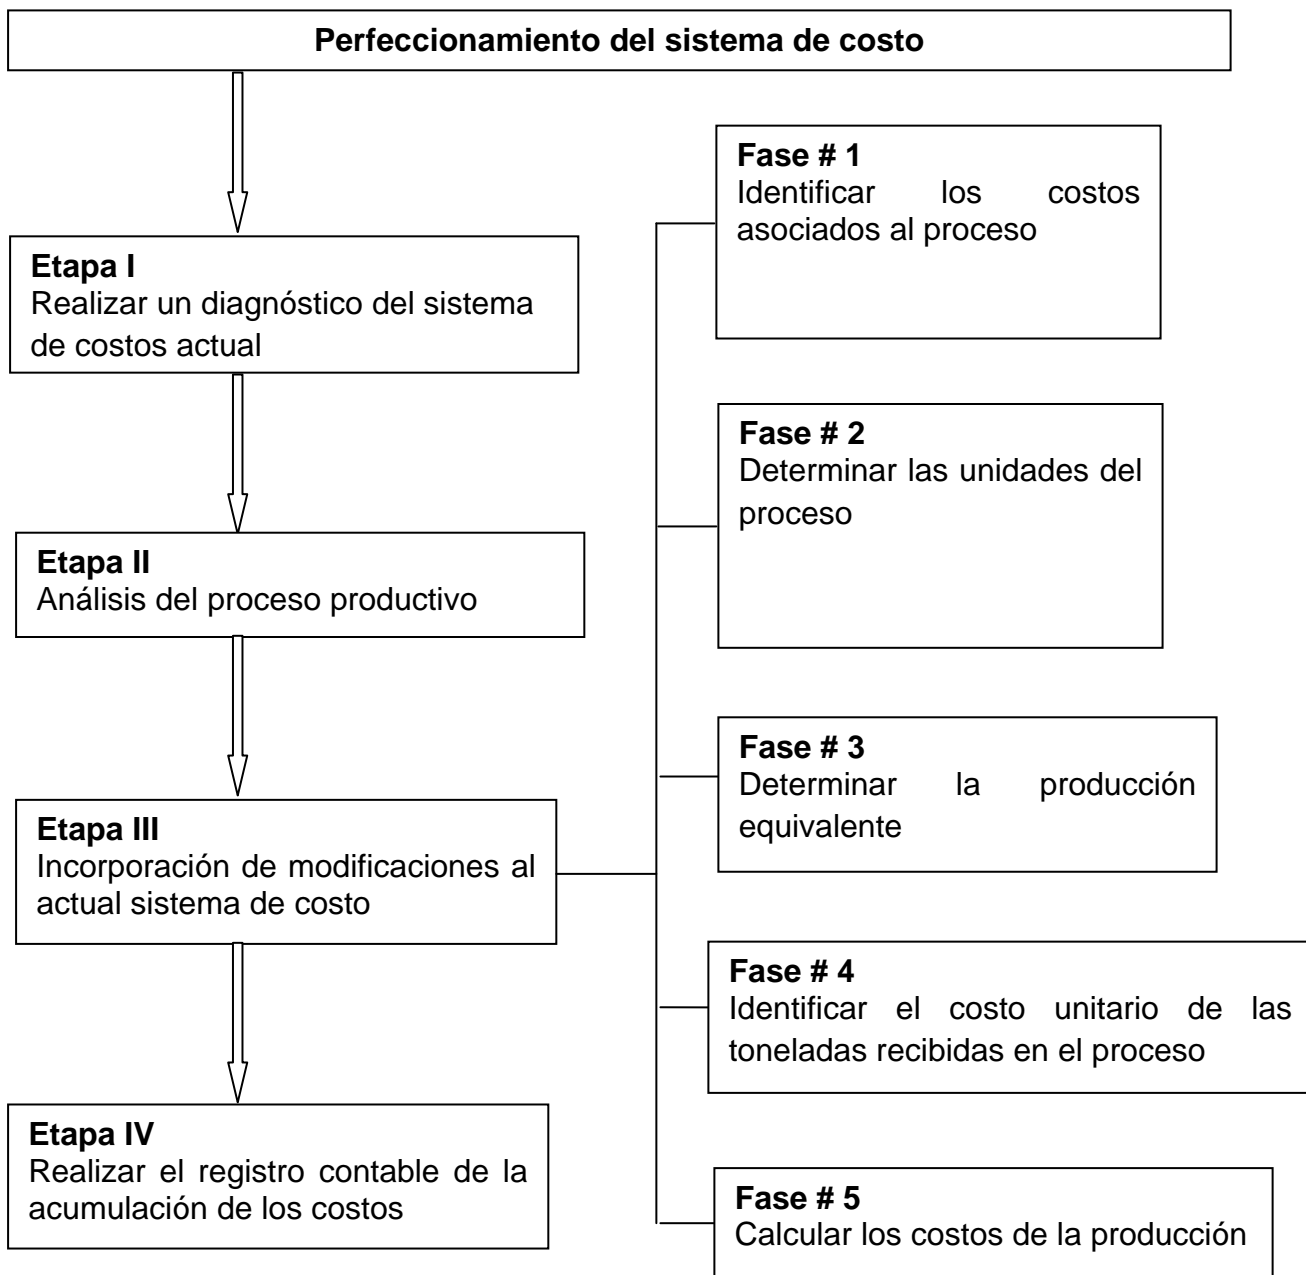 Perfeccionamiento del sistema de costo
Etapa I
Realizar un diagnóstico del sistema
de costos actual
Etapa II
Análisis del proceso productivo
Etapa III
Incorporación de modificaciones al
actual sistema de costo
Etapa IV
Realizar el registro contable de la
acumulación de los costos
Fase # 1
Identificar los costos
asociados al proceso
Fase # 2
Determinar las unidades del
proceso
Fase # 3
Determinar la producción
equivalente
Fase # 4
Identificar el costo unitario de las
toneladas recibidas en el proceso
Fase # 5
Calcular los costos de la producción